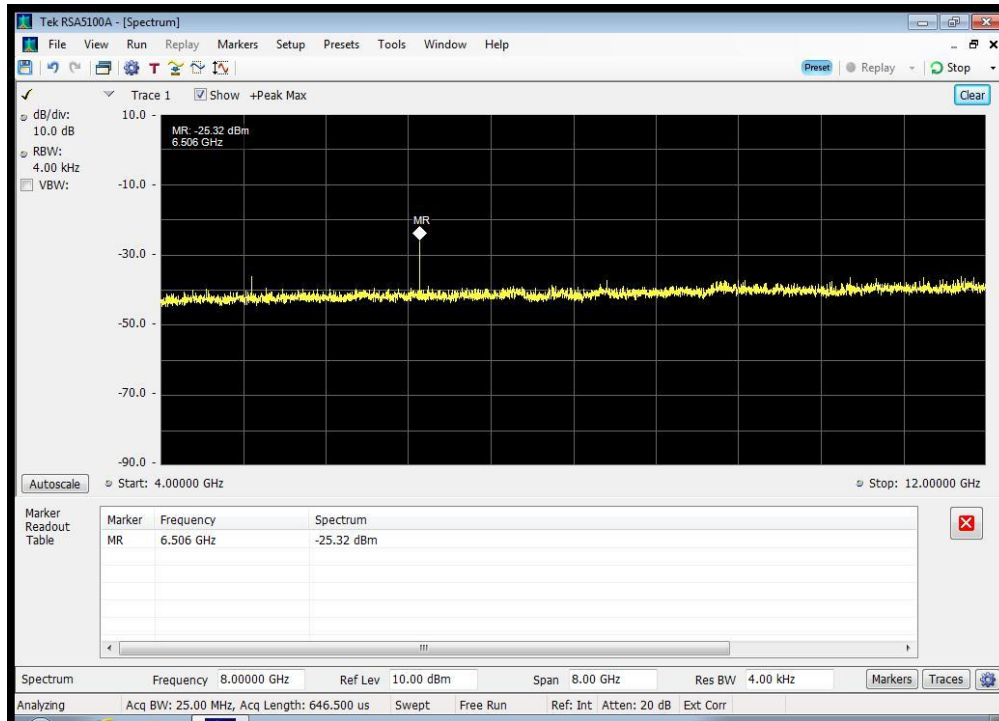 Tek RSA5100A - [Spectrum]
File View Run Replay Markers Setup Presets Tools Window Help
T Preset Replay Stop
Trace 1 Show +Peak Max Clear
dB/div:
10.0 dB
RBW:
4.00 kHz
VBW:
10.0
-10.0
-30.0
-50.0
-70.0
-90.0
MR: -25.32 dBm
6.506 GHz
MR
Autoscale Start: 4.00000 GHz Stop: 12.00000 GHz
Marker
Readout
Table
Marker Frequency Spectrum
MR 6.506 GHz -25.32 dBm
Spectrum Frequency 8.00000 GHz Ref Lev 10.00 dBm Span 8.00 GHz Res BW 4.00 kHz Markers Traces
Analyzing Acq BW: 25.00 MHz, Acq Length: 646.500 us Swept Free Run Ref: Int Atten: 20 dB Ext Corr